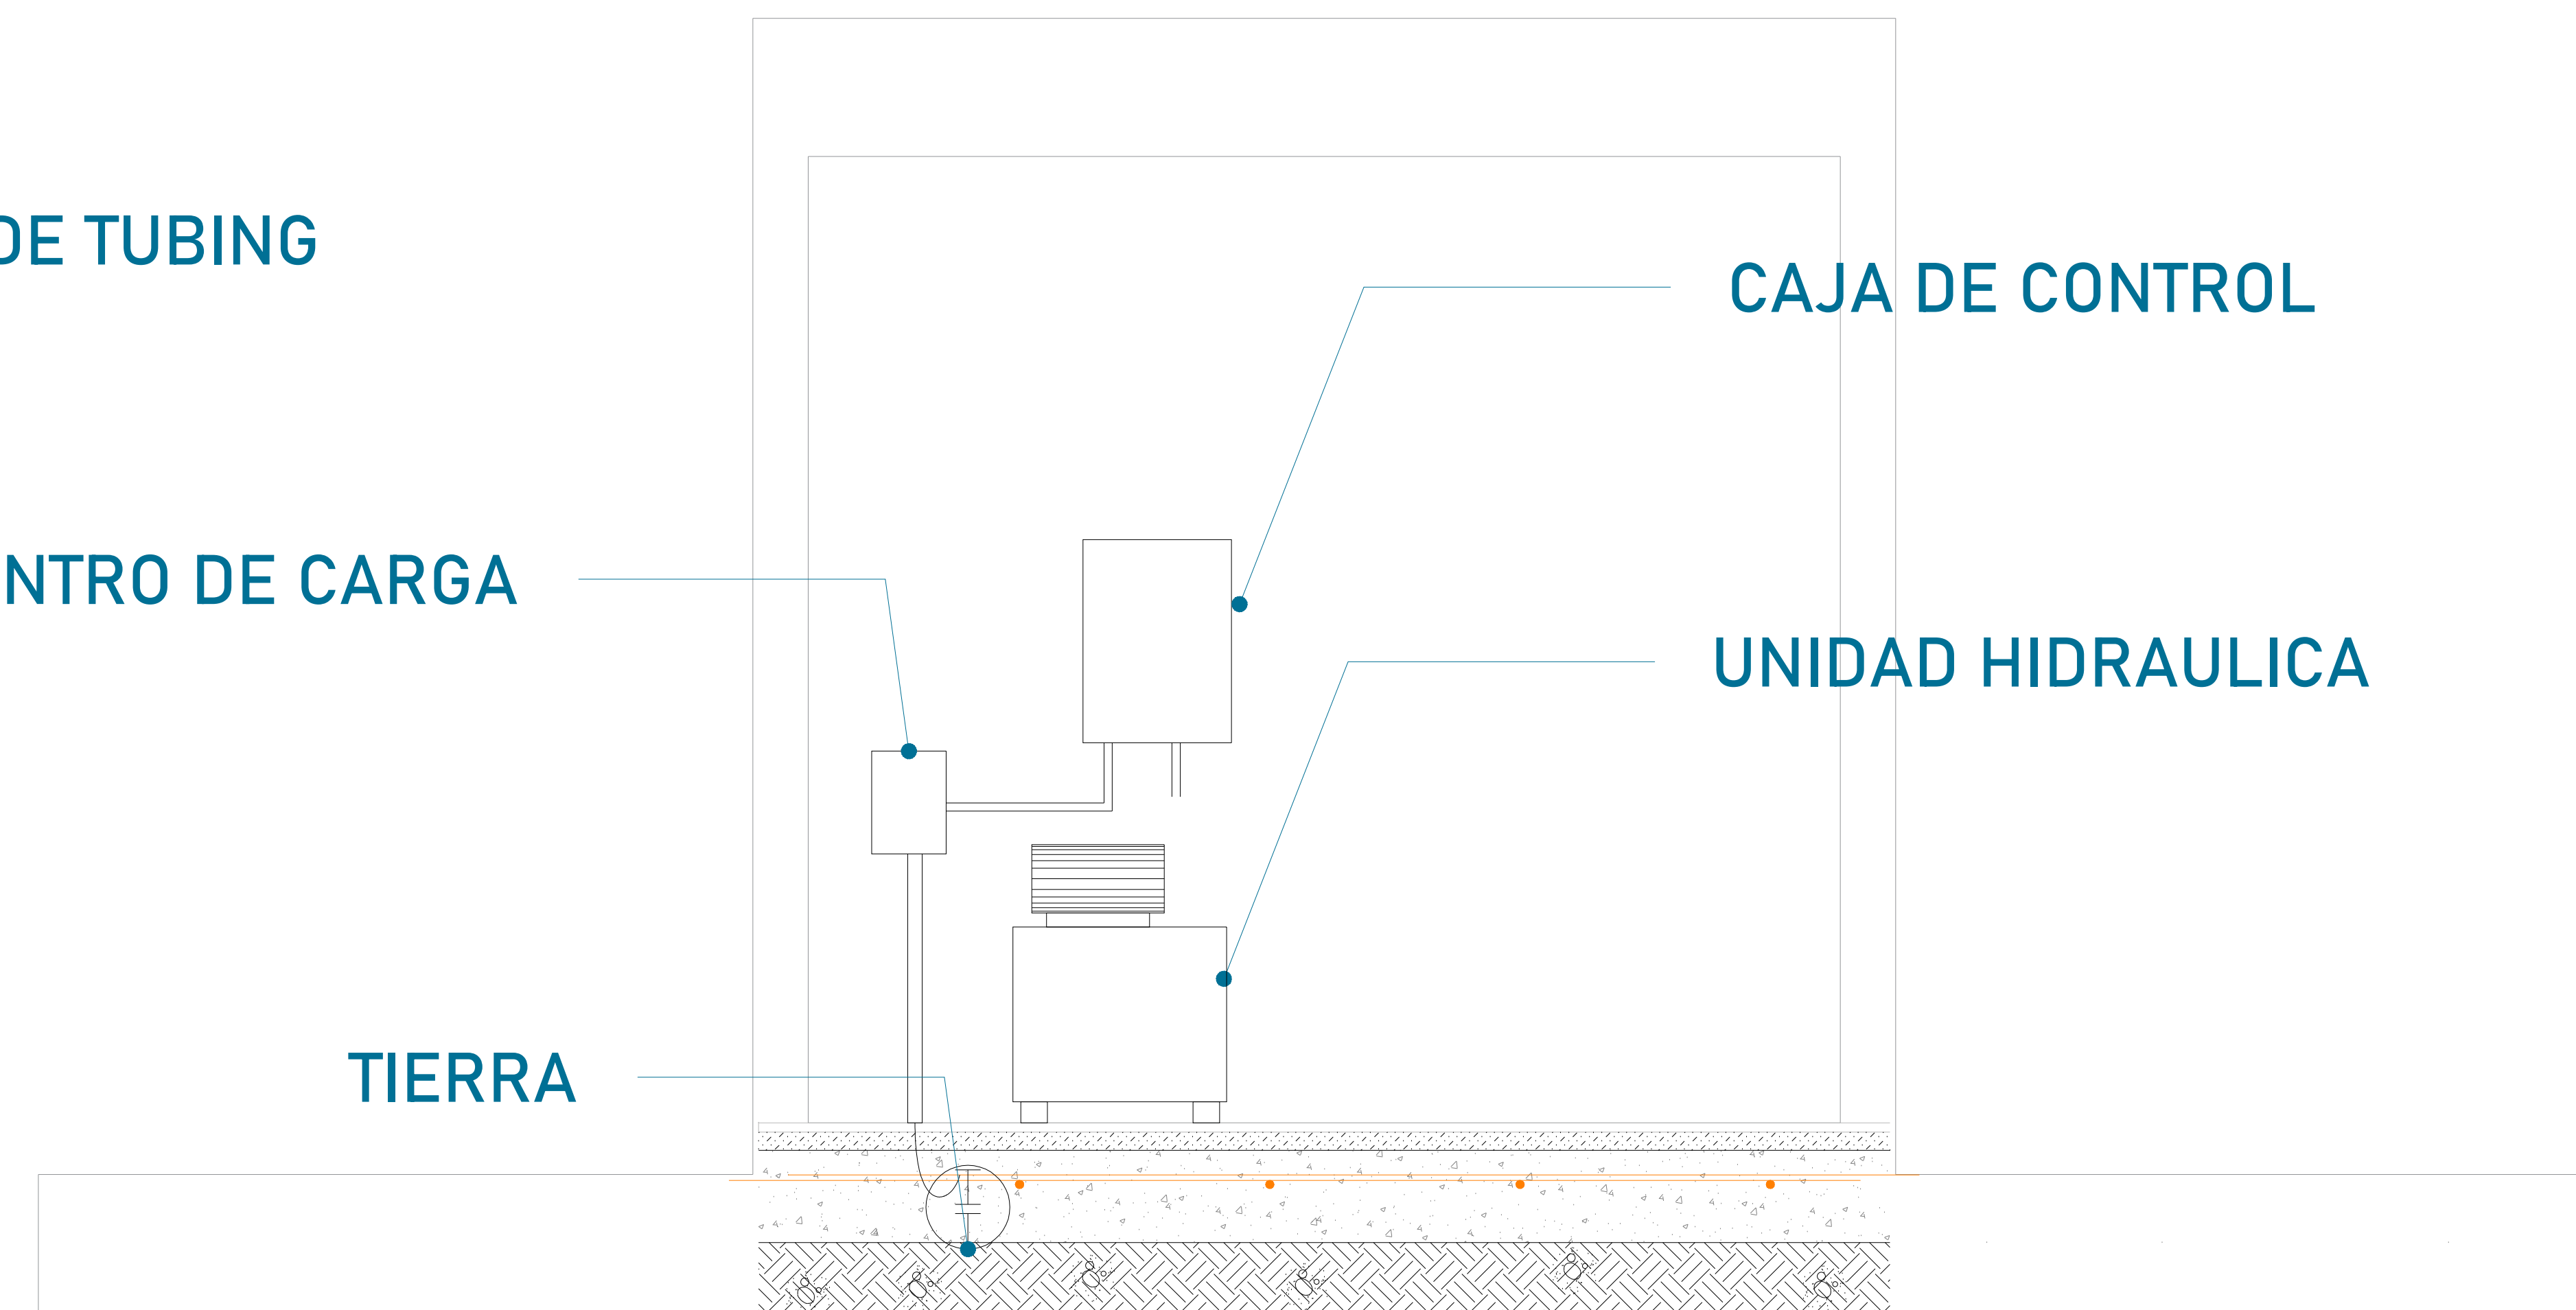 DE TUBING
CAJA DE CONTROL
NTRO DE CARGA
UNIDAD HIDRAULICA
TIERRA